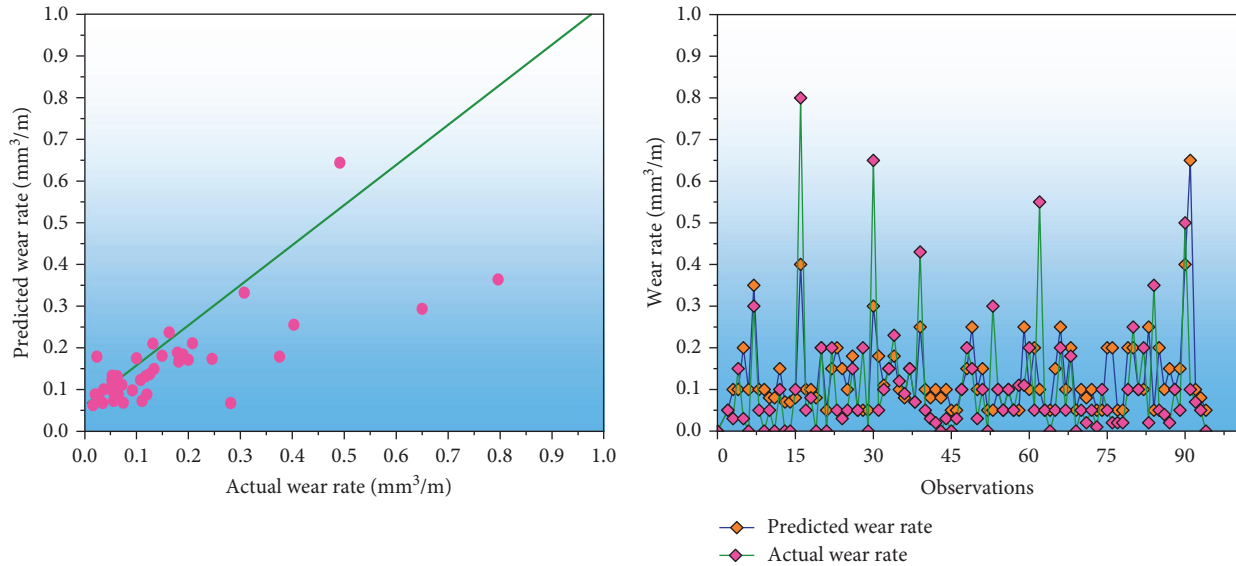 1.0
0.9
0.8
0.7
0.6
0.5
0.4
0.3
0.2
0.1
0.0
Predicted wear rate (mm³/m)
0.0 0.1 0.2 0.3 0.4 0.5 0.6 0.7 0.8 0.9 1.0
Actual wear rate (mm³/m)
1.0
0.9
0.8
0.7
0.6
0.5
0.4
0.3
0.2
0.1
0.0
Wear rate (mm³/m)
0 15 30 45 60 75 90
Observations
Predicted wear rate
Actual wear rate